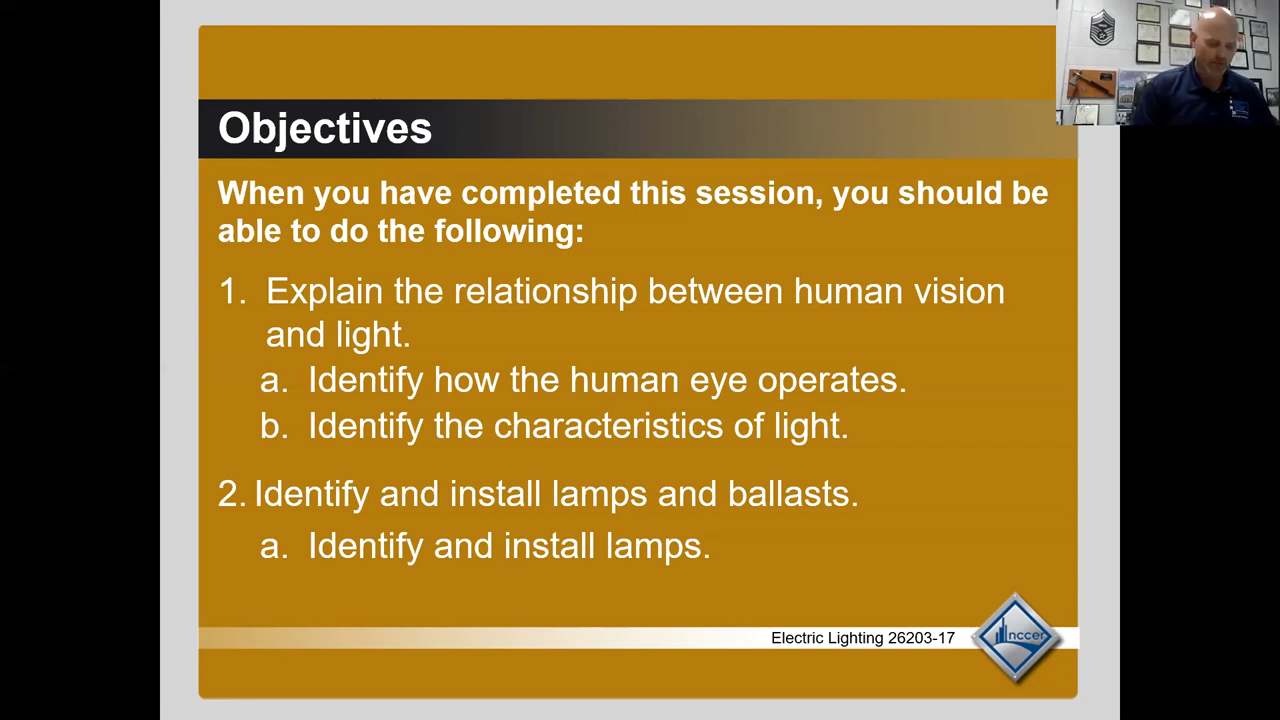 Objectives
When you have completed this session, you should be
able to do the following:
1. Explain the relationship between human vision
and light.
a. Identify how the human eye operates.
b. Identify the characteristics of light.
2. Identify and install lamps and ballasts.
a. Identify and install lamps.
Electric Lighting 26203-17
nccer